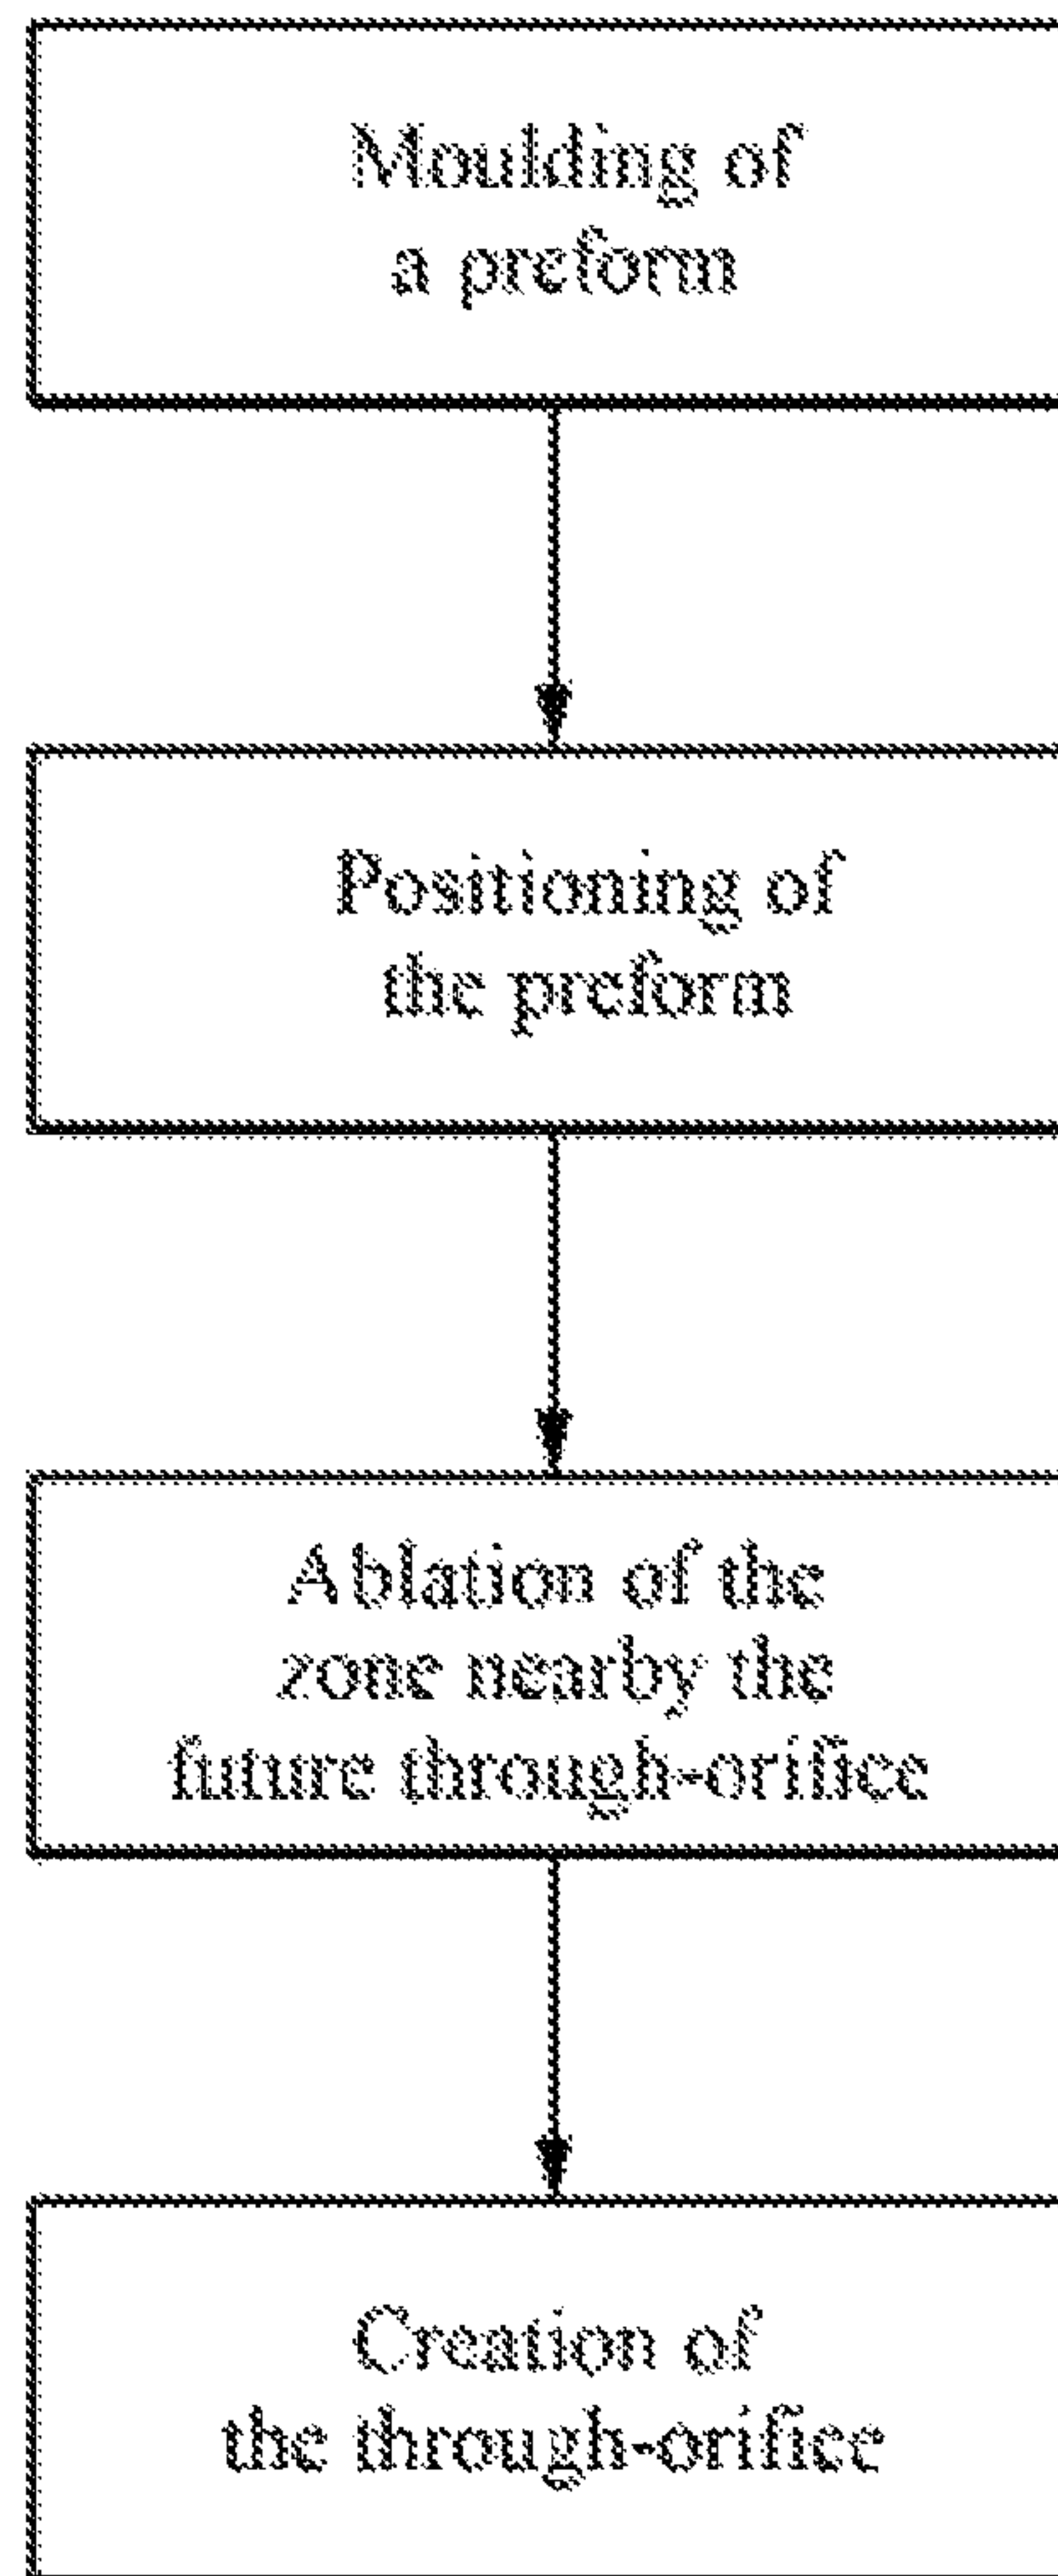 Moulding of
a preform
Positioning of
the preform
Ablation of the
zone nearby the
future through-orifice
Creation of
the through-orifice